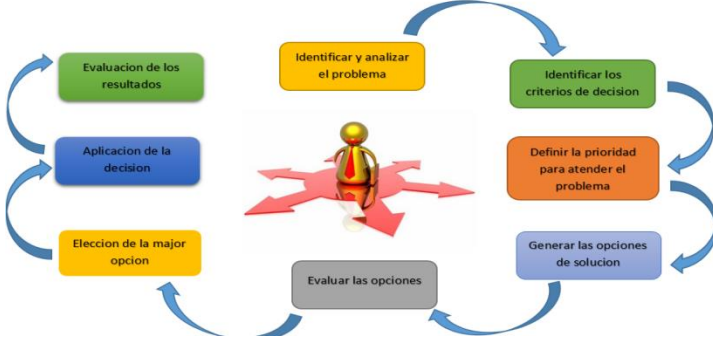 Identificar y analizar
el problema
Identificar los
criterios de decision
Definir la prioridad
para atender el
problema
Generar las opciones
de solucion
Evaluar las opciones
Eleccion de la major
opcion
Aplicacion de la
decision
Evaluacion de los
resultados